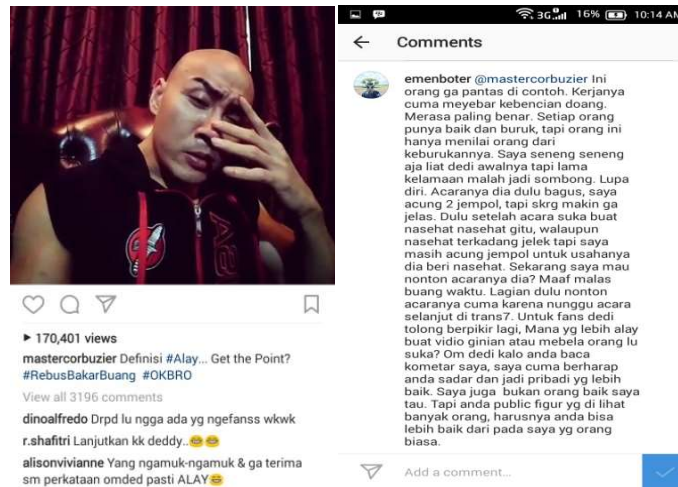 170,401 views
mastercorbuzier Definisi #Alay... Get the Point?
#RebusBakarBuang #OKBRO
View all 3196 comments
dinoalfredo Drpd lu ngga ada yg ngefanss wkwk
r.shafitri Lanjutkan kk deddy..😂😂
alisonvivianne Yang ngamuk-ngamuk & ga terima
sm perkataan omded pasti ALAY😂
3G 16% 10:14 AM
Comments
emenboter @mastercorbuzier Ini
orang ga pantas di contoh. Kerjanya
cuma meyebar kebencian doang.
Merasa paling benar. Setiap orang
punya baik dan buruk, tapi orang ini
hanya menilai orang dari
keburukannya. Saya seneng seneng
aja liat dedi awalnya tapi lama
kelamaan malah jadi sombong. Lupa
diri. Acaranya dia dulu bagus, saya
acung 2 jempol, tapi skrg makin ga
jelas. Dulu setelah acara suka buat
nasehat nasehat gitu, walaupun
nasehat terkadang jelek tapi saya
masih acung jempol untuk usahanya
dia beri nasehat. Sekarang saya mau
nonton acaranya dia? Maaf malas
buang waktu. Lagian dulu nonton
acaranya cuma karena nunggu acara
selanjut di trans7. Untuk fans dedi
tolong berpikir lagi, Mana yg lebih alay
buat vidio ginian atau mebela orang lu
suka? Om dedi kalo anda baca
kometar saya, saya cuma berharap
anda sadar dan jadi pribadi yg lebih
baik. Saya juga bukan orang baik saya
tau. Tapi anda public figur yg di lihat
banyak orang, harusnya anda bisa
lebih baik dari pada saya yg orang
biasa.
Add a comment...